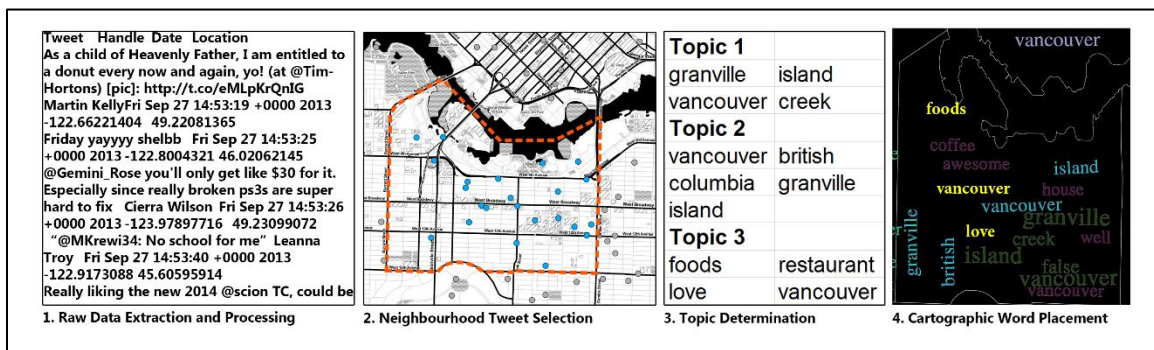 Tweet Handle Date Location
As a child of Heavenly Father, I am entitled to
a donut every now and again, yo! (at @Tim-
Hortons) [pic]: http://t.co/eMLpKrQnIG
Martin KellyFri Sep 27 14:53:19 +0000 2013
-122.66221404 49.22081365
Friday yayyyy shelbb Fri Sep 27 14:53:25
+0000 2013 -122.8004321 46.02062145
@Gemini_Rose you'll only get like $30 for it.
Especially since really broken ps3s are super
hard to fix Cierra Wilson Fri Sep 27 14:53:26
+0000 2013 -123.97897716 49.23099072
"@MKrewi34: No school for me" Leanna
Troy Fri Sep 27 14:53:40 +0000 2013
-122.9173088 45.60595914
Really liking the new 2014 @scion TC, could be
1. Raw Data Extraction and Processing
West Broadway
West Broadway
2. Neighbourhood Tweet Selection
Topic 1
granville island
vancouver creek
Topic 2
vancouver british
columbia granville
island
Topic 3
foods restaurant
love vancouver
3. Topic Determination
vancouver
foods
coffee
awesome
island
vancouver
house
vancouver
granville
granville
love
creek
well
british
island
false
vancouver
vancouver
4. Cartographic Word Placement